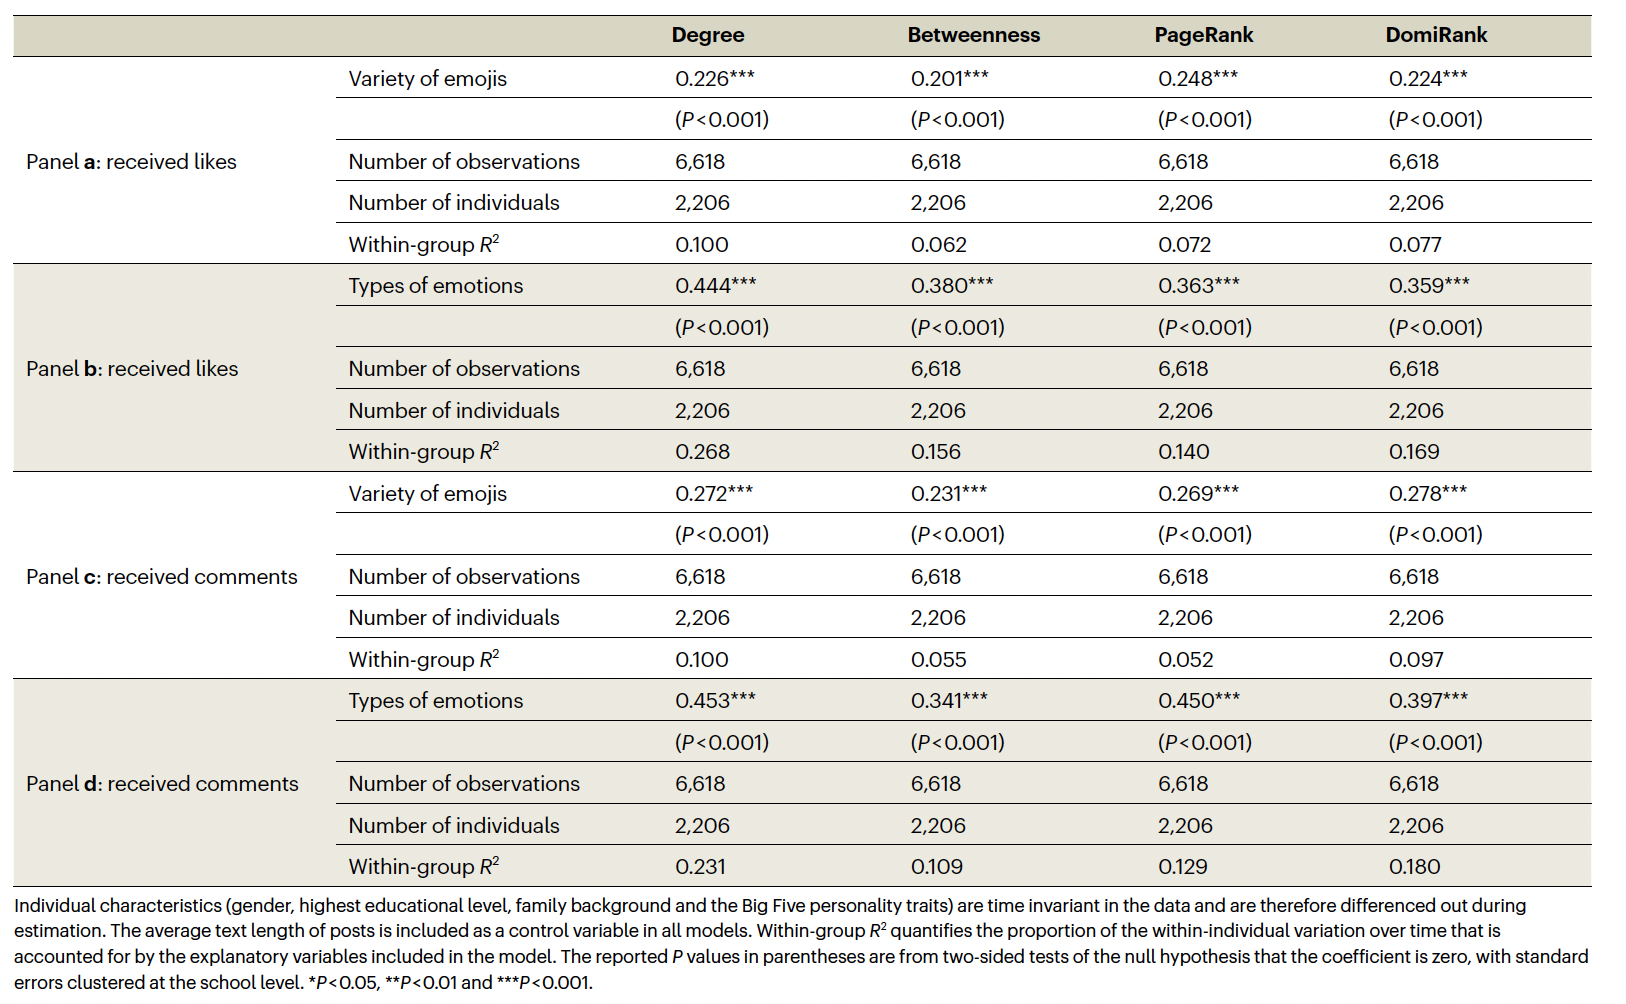 Degree Betweenness PageRank DomiRank
Variety of emojis 0.226*** 0.201*** 0.248*** 0.224***
(P<0.001) (P<0.001) (P<0.001) (P<0.001)
Panel a: received likes Number of observations 6,618 6,618 6,618 6,618
Number of individuals 2,206 2,206 2,206 2,206
Within-group R² 0.100 0.062 0.072 0.077
Types of emotions 0.444*** 0.380*** 0.363*** 0.359***
(P<0.001) (P<0.001) (P<0.001) (P<0.001)
Panel b: received likes Number of observations 6,618 6,618 6,618 6,618
Number of individuals 2,206 2,206 2,206 2,206
Within-group R² 0.268 0.156 0.140 0.169
Variety of emojis 0.272*** 0.231*** 0.269*** 0.278***
(P<0.001) (P<0.001) (P<0.001) (P<0.001)
Panel c: received comments Number of observations 6,618 6,618 6,618 6,618
Number of individuals 2,206 2,206 2,206 2,206
Within-group R² 0.100 0.055 0.052 0.097
Types of emotions 0.453*** 0.341*** 0.450*** 0.397***
(P<0.001) (P<0.001) (P<0.001) (P<0.001)
Panel d: received comments Number of observations 6,618 6,618 6,618 6,618
Number of individuals 2,206 2,206 2,206 2,206
Within-group R² 0.231 0.109 0.129 0.180
Individual characteristics (gender, highest educational level, family background and the Big Five personality traits) are time invariant in the data and are therefore differenced out during
estimation. The average text length of posts is included as a control variable in all models. Within-group R² quantifies the proportion of the within-individual variation over time that is
accounted for by the explanatory variables included in the model. The reported P values in parentheses are from two-sided tests of the null hypothesis that the coefficient is zero, with standard
errors clustered at the school level. *P<0.05, **P<0.01 and ***P<0.001.